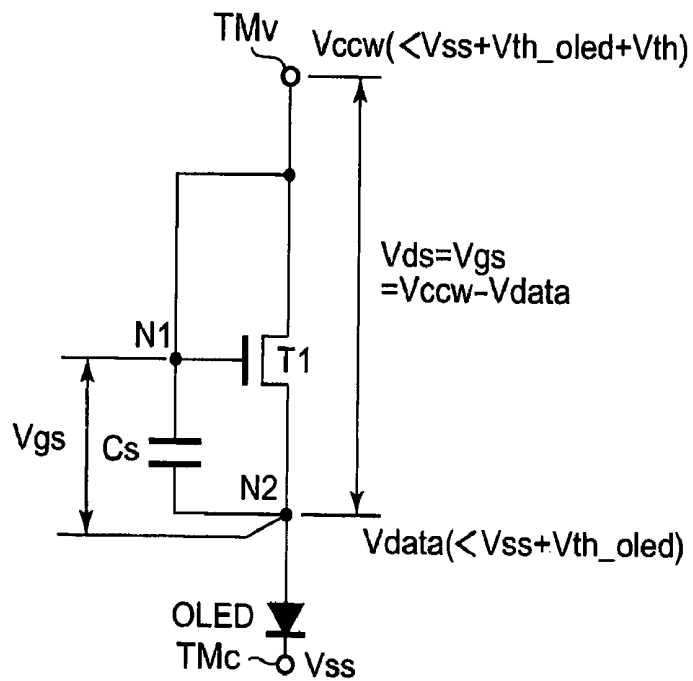 TMv
Vccw(<Vss+Vth_oled+Vth)
Vds=Vgs
=Vccw-Vdata
N1
T1
Vgs
Cs
N2
Vdata(<Vss+Vth_oled)
OLED
TMc
Vss